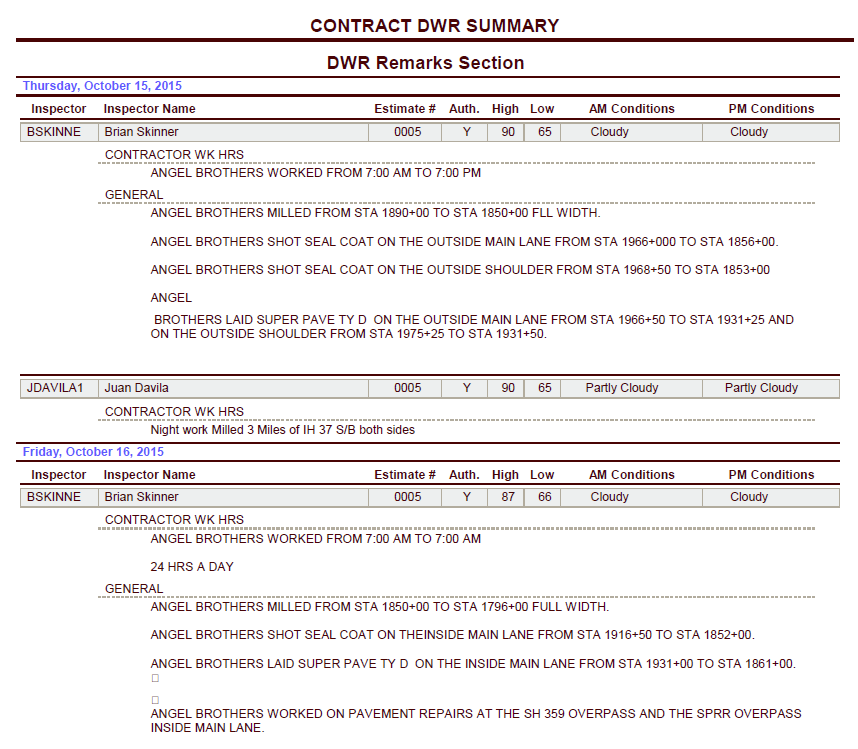 CONTRACT DWR SUMMARY
DWR Remarks Section
Thursday, October 15, 2015
Inspector Inspector Name Estimate # Auth. High Low AM Conditions PM Conditions
BSKINNE Brian Skinner 0005 Y 90 65 Cloudy Cloudy
CONTRACTOR WK HRS
ANGEL BROTHERS WORKED FROM 7:00 AM TO 7:00 PM
GENERAL
ANGEL BROTHERS MILLED FROM STA 1890+00 TO STA 1850+00 FLL WIDTH.
ANGEL BROTHERS SHOT SEAL COAT ON THE OUTSIDE MAIN LANE FROM STA 1966+000 TO STA 1856+00.
ANGEL BROTHERS SHOT SEAL COAT ON THE OUTSIDE SHOULDER FROM STA 1968+50 TO STA 1853+00
ANGEL
BROTHERS LAID SUPER PAVE TY D ON THE OUTSIDE MAIN LANE FROM STA 1966+50 TO STA 1931+25 AND
ON THE OUTSIDE SHOULDER FROM STA 1975+25 TO STA 1931+50.
JDAVILA1 Juan Davila 0005 Y 90 65 Partly Cloudy Partly Cloudy
CONTRACTOR WK HRS
Night work Milled 3 Miles of IH 37 S/B both sides
Friday, October 16, 2015
Inspector Inspector Name Estimate # Auth. High Low AM Conditions PM Conditions
BSKINNE Brian Skinner 0005 Y 87 66 Cloudy Cloudy
CONTRACTOR WK HRS
ANGEL BROTHERS WORKED FROM 7:00 AM TO 7:00 AM
24 HRS A DAY
GENERAL
ANGEL BROTHERS MILLED FROM STA 1850+00 TO STA 1796+00 FULL WIDTH.
ANGEL BROTHERS SHOT SEAL COAT ON THEINSIDE MAIN LANE FROM STA 1916+50 TO STA 1852+00.
ANGEL BROTHERS LAID SUPER PAVE TY D ON THE INSIDE MAIN LANE FROM STA 1931+00 TO STA 1861+00.
ANGEL BROTHERS WORKED ON PAVEMENT REPAIRS AT THE SH 359 OVERPASS AND THE SPRR OVERPASS
INSIDE MAIN LANE.